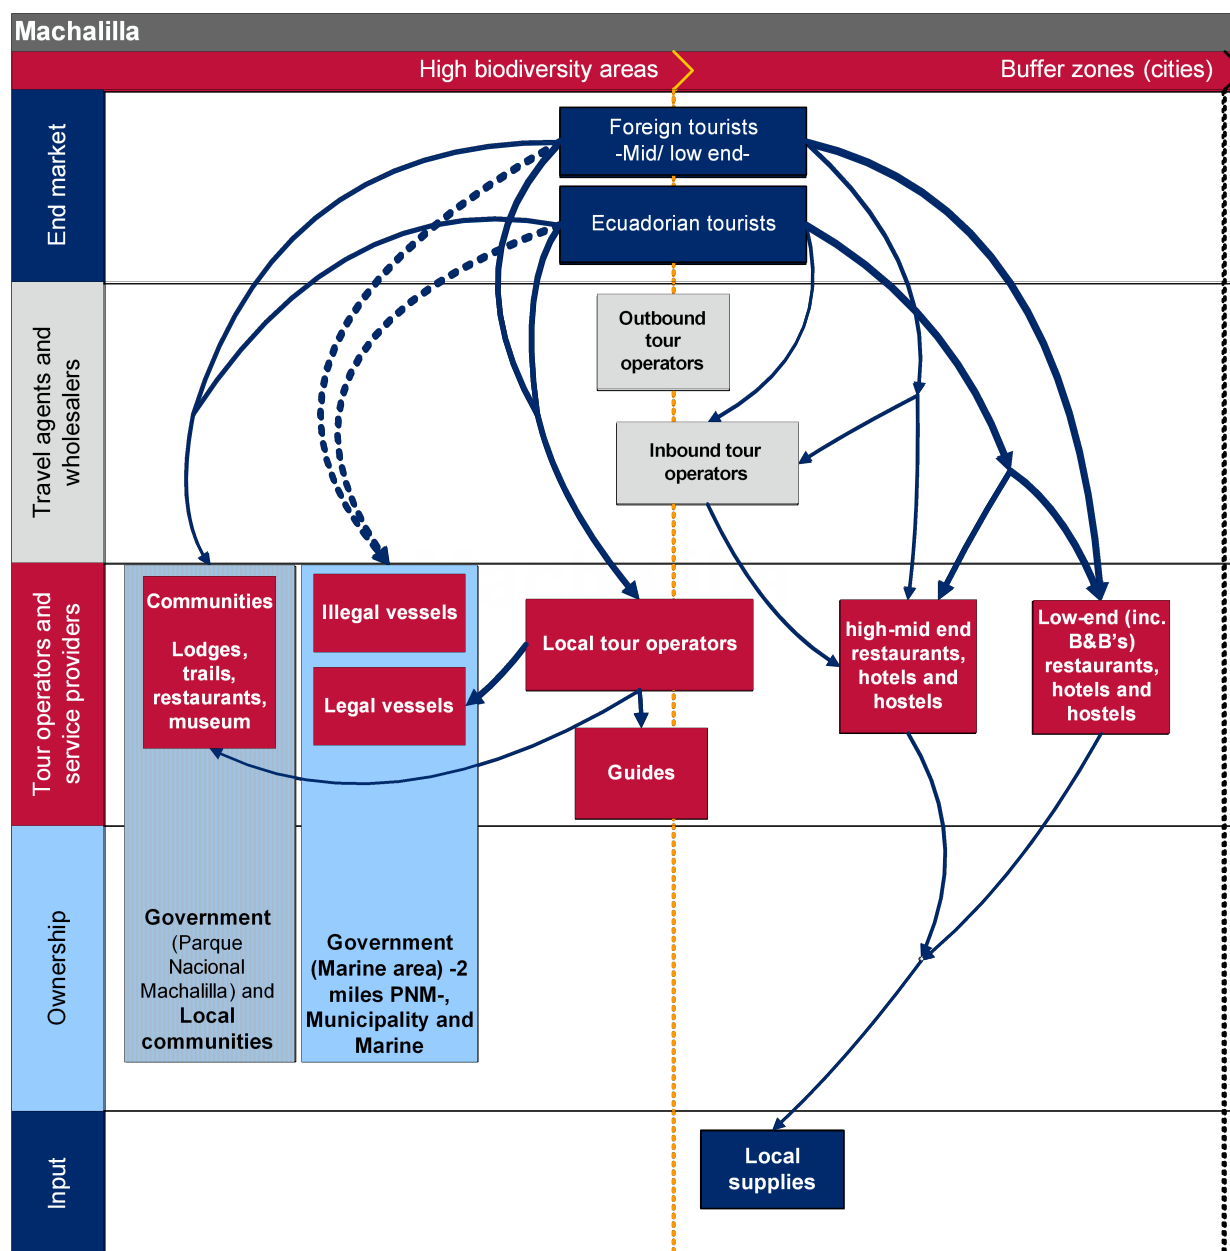 Machalilla
High biodiversity areas
Buffer zones (cities)
End market
Foreign tourists
-Mid/ low end-
Ecuadorian tourists
Travel agents and
wholesalers
Outbound
tour
operators
Inbound tour
operators
Tour operators and
service providers
Communities
Lodges,
trails,
restaurants,
museum
Illegal vessels
Legal vessels
Local tour operators
Guides
high-mid end
restaurants,
hotels and
hostels
Low-end (inc.
B&B's)
restaurants,
hotels and
hostels
Ownership
Government
(Parque
Nacional
Machalilla) and
Local
communities
Government
(Marine area) -2
miles PNM-,
Municipality and
Marine
Input
Local
supplies